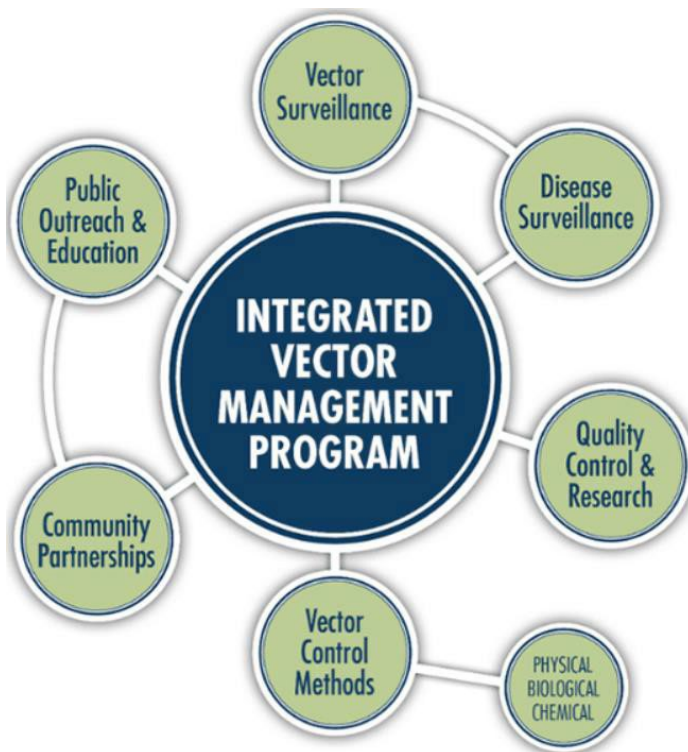 Vector
Surveillance
Disease
Surveillance
Public
Outreach &
Education
INTEGRATED
VECTOR
MANAGEMENT
PROGRAM
Quality
Control &
Research
Community
Partnerships
Vector
Control
Methods
PHYSICAL
BIOLOGICAL
CHEMICAL